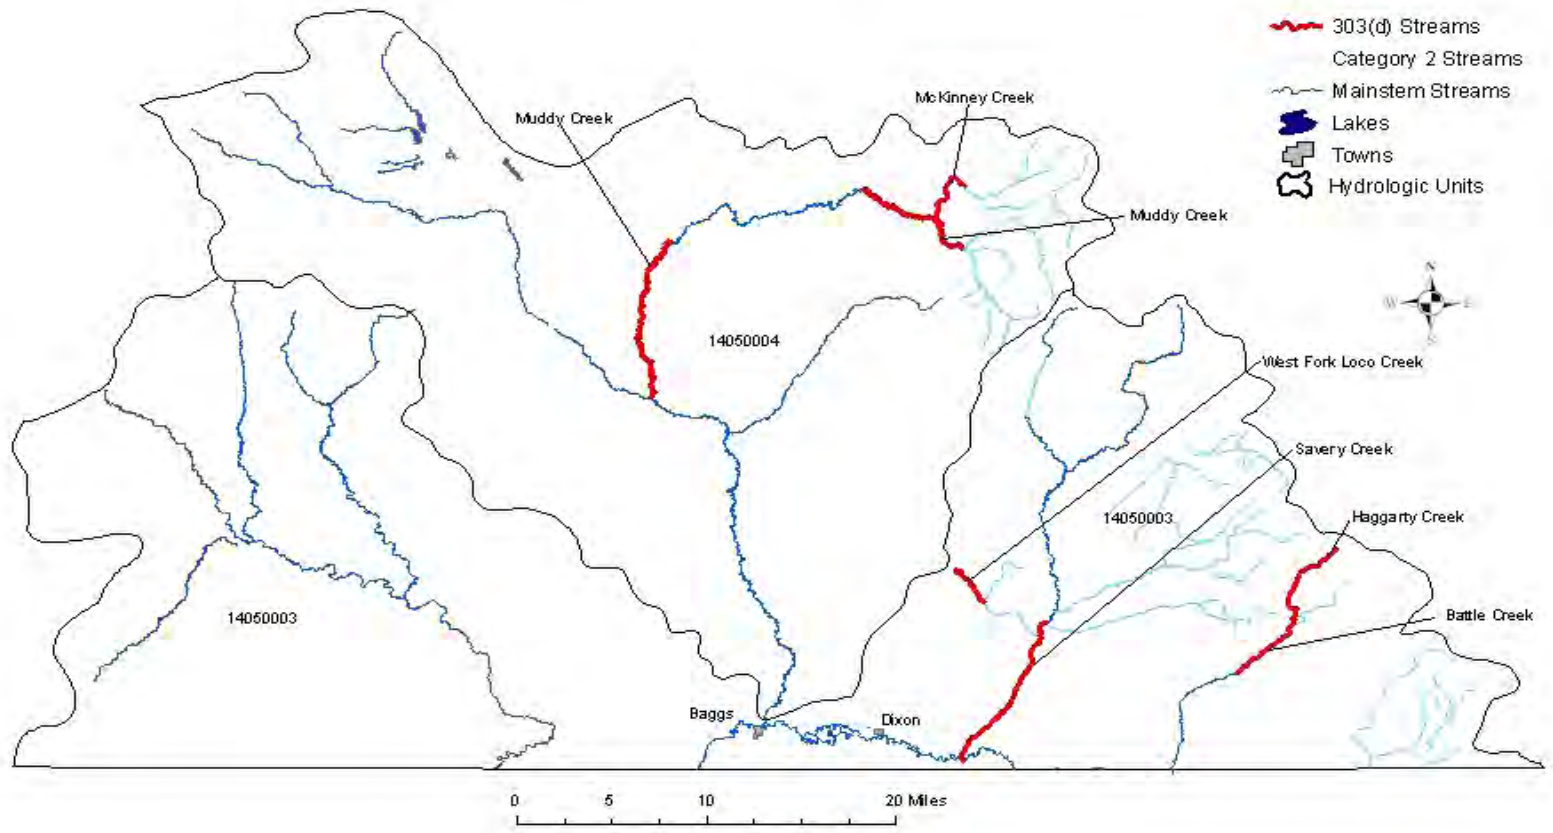 303(d) Streams
Category 2 Streams
Mainstem Streams
Lakes
Towns
Hydrologic Units
McKinney Creek
Muddy Creek
Muddy Creek
N
W
E
S
14050004
West Fork Loco Creek
Savery Creek
14050003
Haggarty Creek
14050003
Battle Creek
Baggs
Dixon
0 5 10 20 Miles